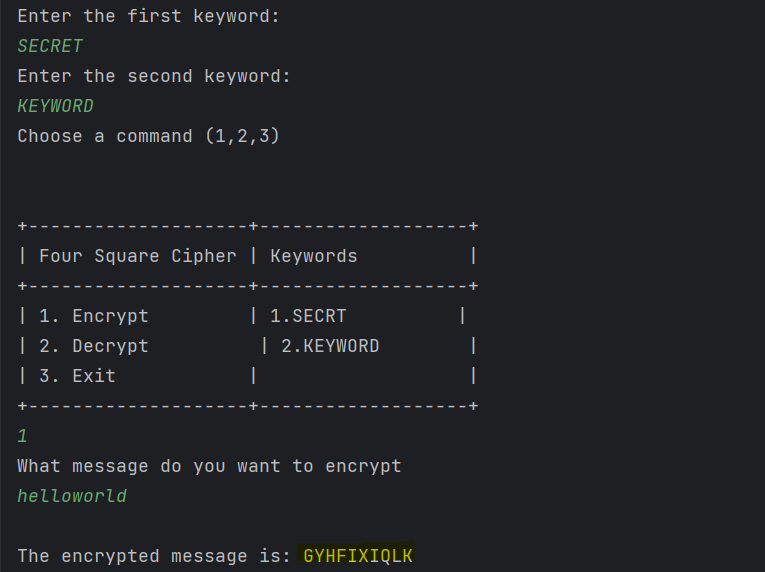 Enter the first keyword:
SECRET
Enter the second keyword:
KEYWORD
Choose a command (1,2,3)
+--------------------+-------------------+
| Four Square Cipher | Keywords          |
+--------------------+-------------------+
| 1. Encrypt         | 1.SECRT          |
| 2. Decrypt          | 2.KEYWORD        |
| 3. Exit            |                   |
+--------------------+-------------------+
1
What message do you want to encrypt
helloworld
The encrypted message is: GYHFIXIQLK